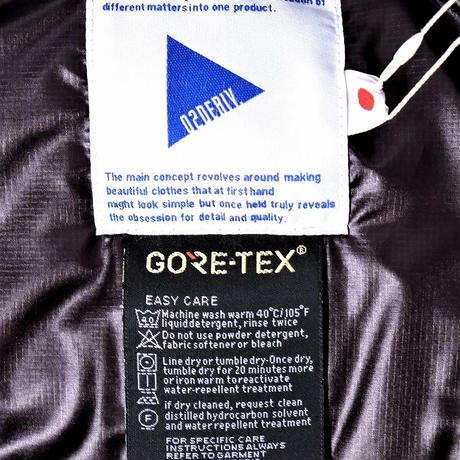 different matters into one product.
O2DERLY.
The main concept revolves around making
beautiful clothes that at first hand
might look simple but once held truly reveals
the obsession for detail and quality.
GORE-TEX®
EASY CARE
40 Machine wash warm 40°C/105°F
liquid detergent, rinse twice
Do not use powder detergent,
fabric softener or bleach
Line dry or tumble dry-Once dry,
tumble dry for 20 minutes more
or iron warm to reactivate
water-repellent treatment
if dry cleaned, request clean
F distilled hydrocarbon solvent
and water repellent treatment
FOR SPECIFIC CARE
INSTRUCTIONS ALWAYS
REFER TO GARMENT